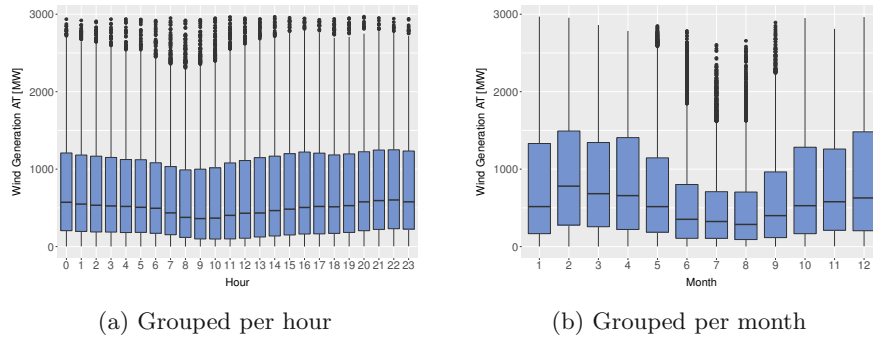 3000
2000
1000
0
Wind Generation AT [MW]
0 1 2 3 4 5 6 7 8 9 10 11 12 13 14 15 16 17 18 19 20 21 22 23
Hour
(a) Grouped per hour
3000
2000
1000
0
Wind Generation AT [MW]
1 2 3 4 5 6 7 8 9 10 11 12
Month
(b) Grouped per month